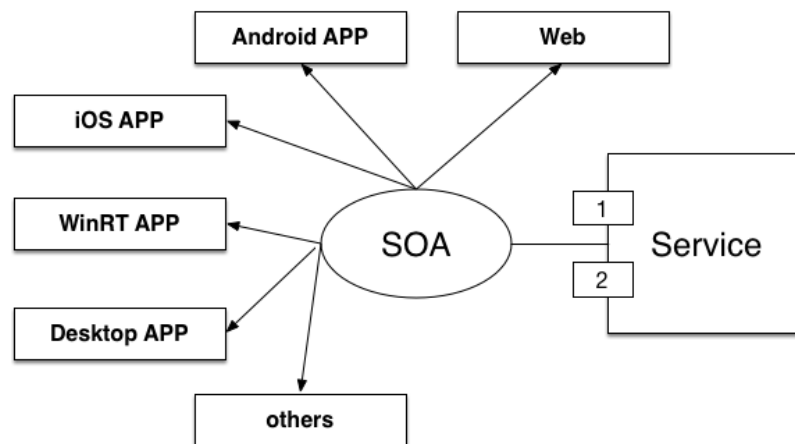 Android APP
Web
iOS APP
1
WinRT APP
SOA
Service
2
Desktop APP
others